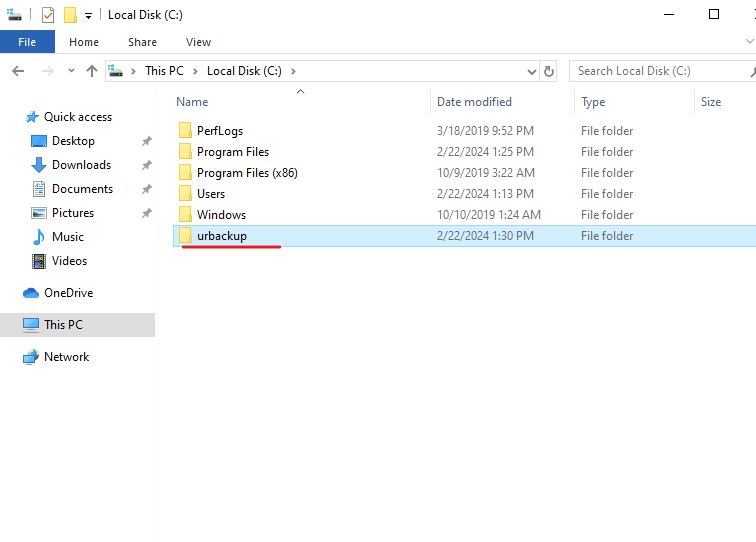 Local Disk (C:)
File Home Share View
This PC Local Disk (C:) Search Local Disk (C:)
Name Date modified Type Size
Quick access
Desktop
Downloads
Documents
Pictures
Music
Videos
OneDrive
This PC
Network
PerfLogs 3/18/2019 9:52 PM File folder
Program Files 2/22/2024 1:25 PM File folder
Program Files (x86) 10/9/2019 3:22 AM File folder
Users 2/22/2024 1:13 PM File folder
Windows 10/10/2019 1:24 AM File folder
urbackup 2/22/2024 1:30 PM File folder